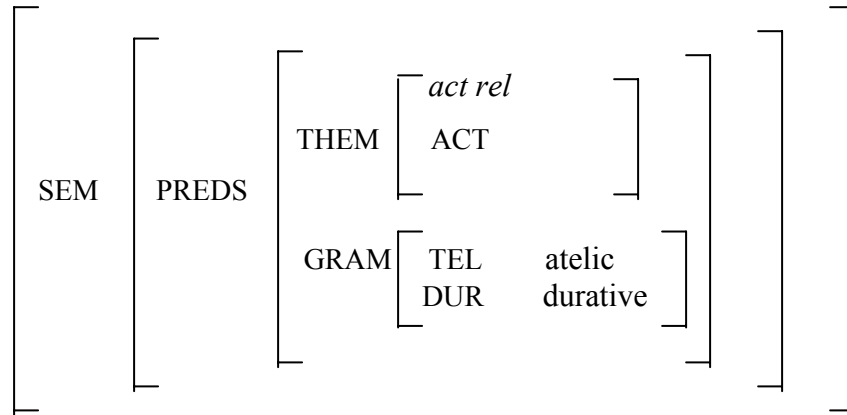 act rel
THEM ACT
SEM PREDS
GRAM TEL atelic
DUR durative